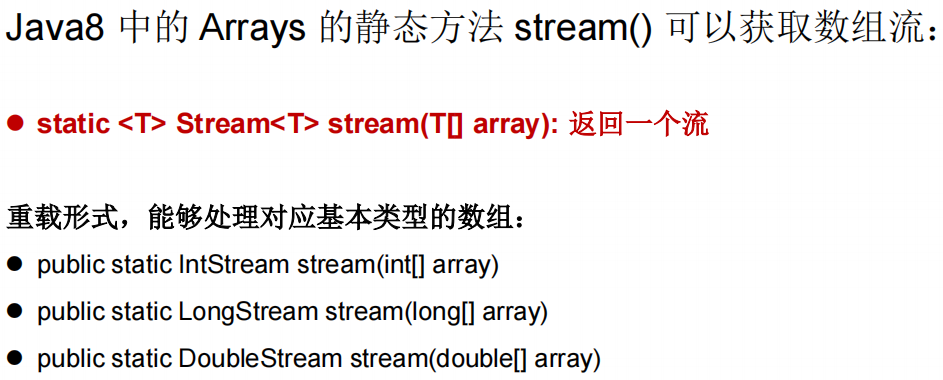 Java8 中的 Arrays 的静态方法 stream() 可以获取数组流：
● static <T> Stream<T> stream(T[] array): 返回一个流
重载形式，能够处理对应基本类型的数组：
● public static IntStream stream(int[] array)
● public static LongStream stream(long[] array)
● public static DoubleStream stream(double[] array)